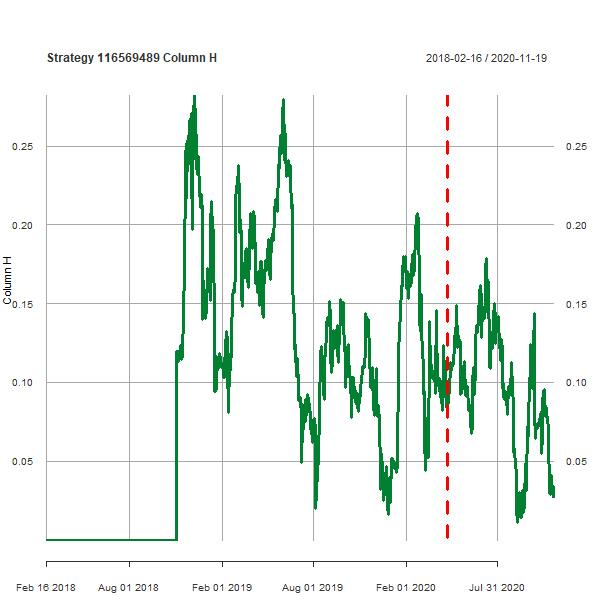 Strategy 116569489 Column H
2018-02-16 / 2020-11-19
0.25
0.20
0.15
0.10
0.05
Column H
0.25
0.20
0.15
0.10
0.05
Feb 16 2018
Aug 01 2018
Feb 01 2019
Aug 01 2019
Feb 01 2020
Jul 31 2020